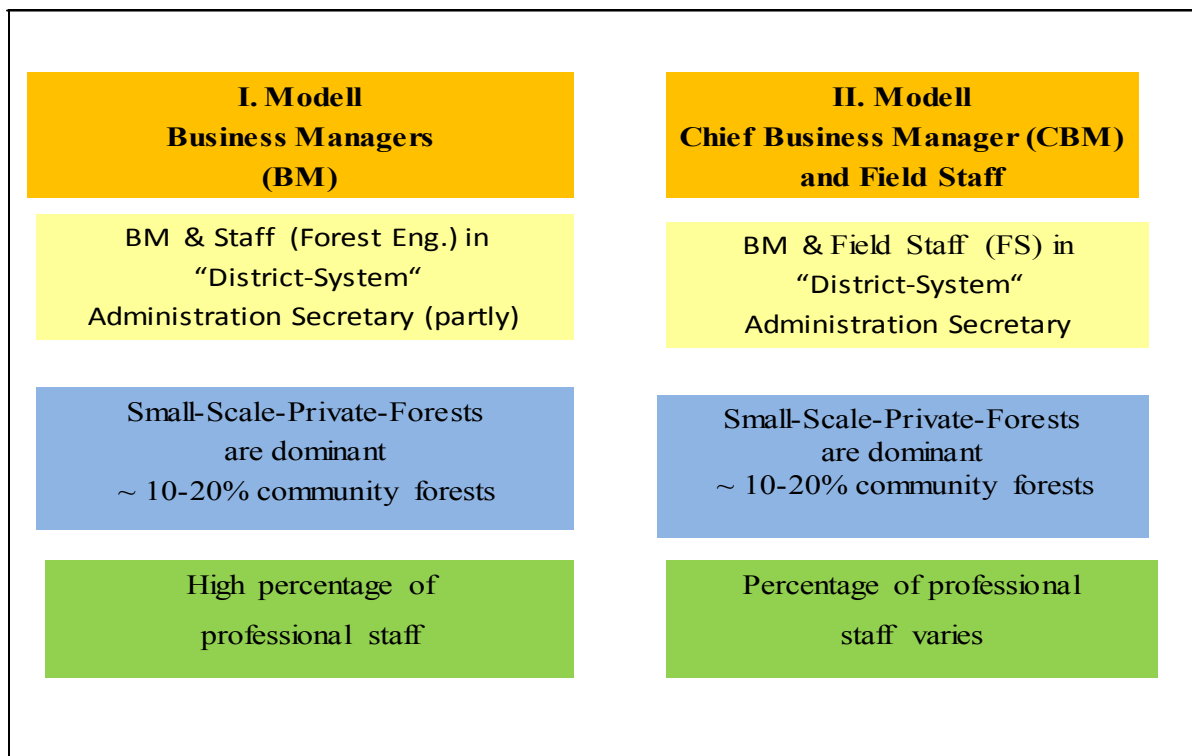 I. Modell
Business Managers
(BM)
BM & Staff (Forest Eng.) in
“District-System“
Administration Secretary (partly)
Small-Scale-Private-Forests
are dominant
~ 10-20% community forests
High percentage of
professional staff
II. Modell
Chief Business Manager (CBM)
and Field Staff
BM & Field Staff (FS) in
“District-System“
Administration Secretary
Small-Scale-Private-Forests
are dominant
~ 10-20% community forests
Percentage of professional
staff varies